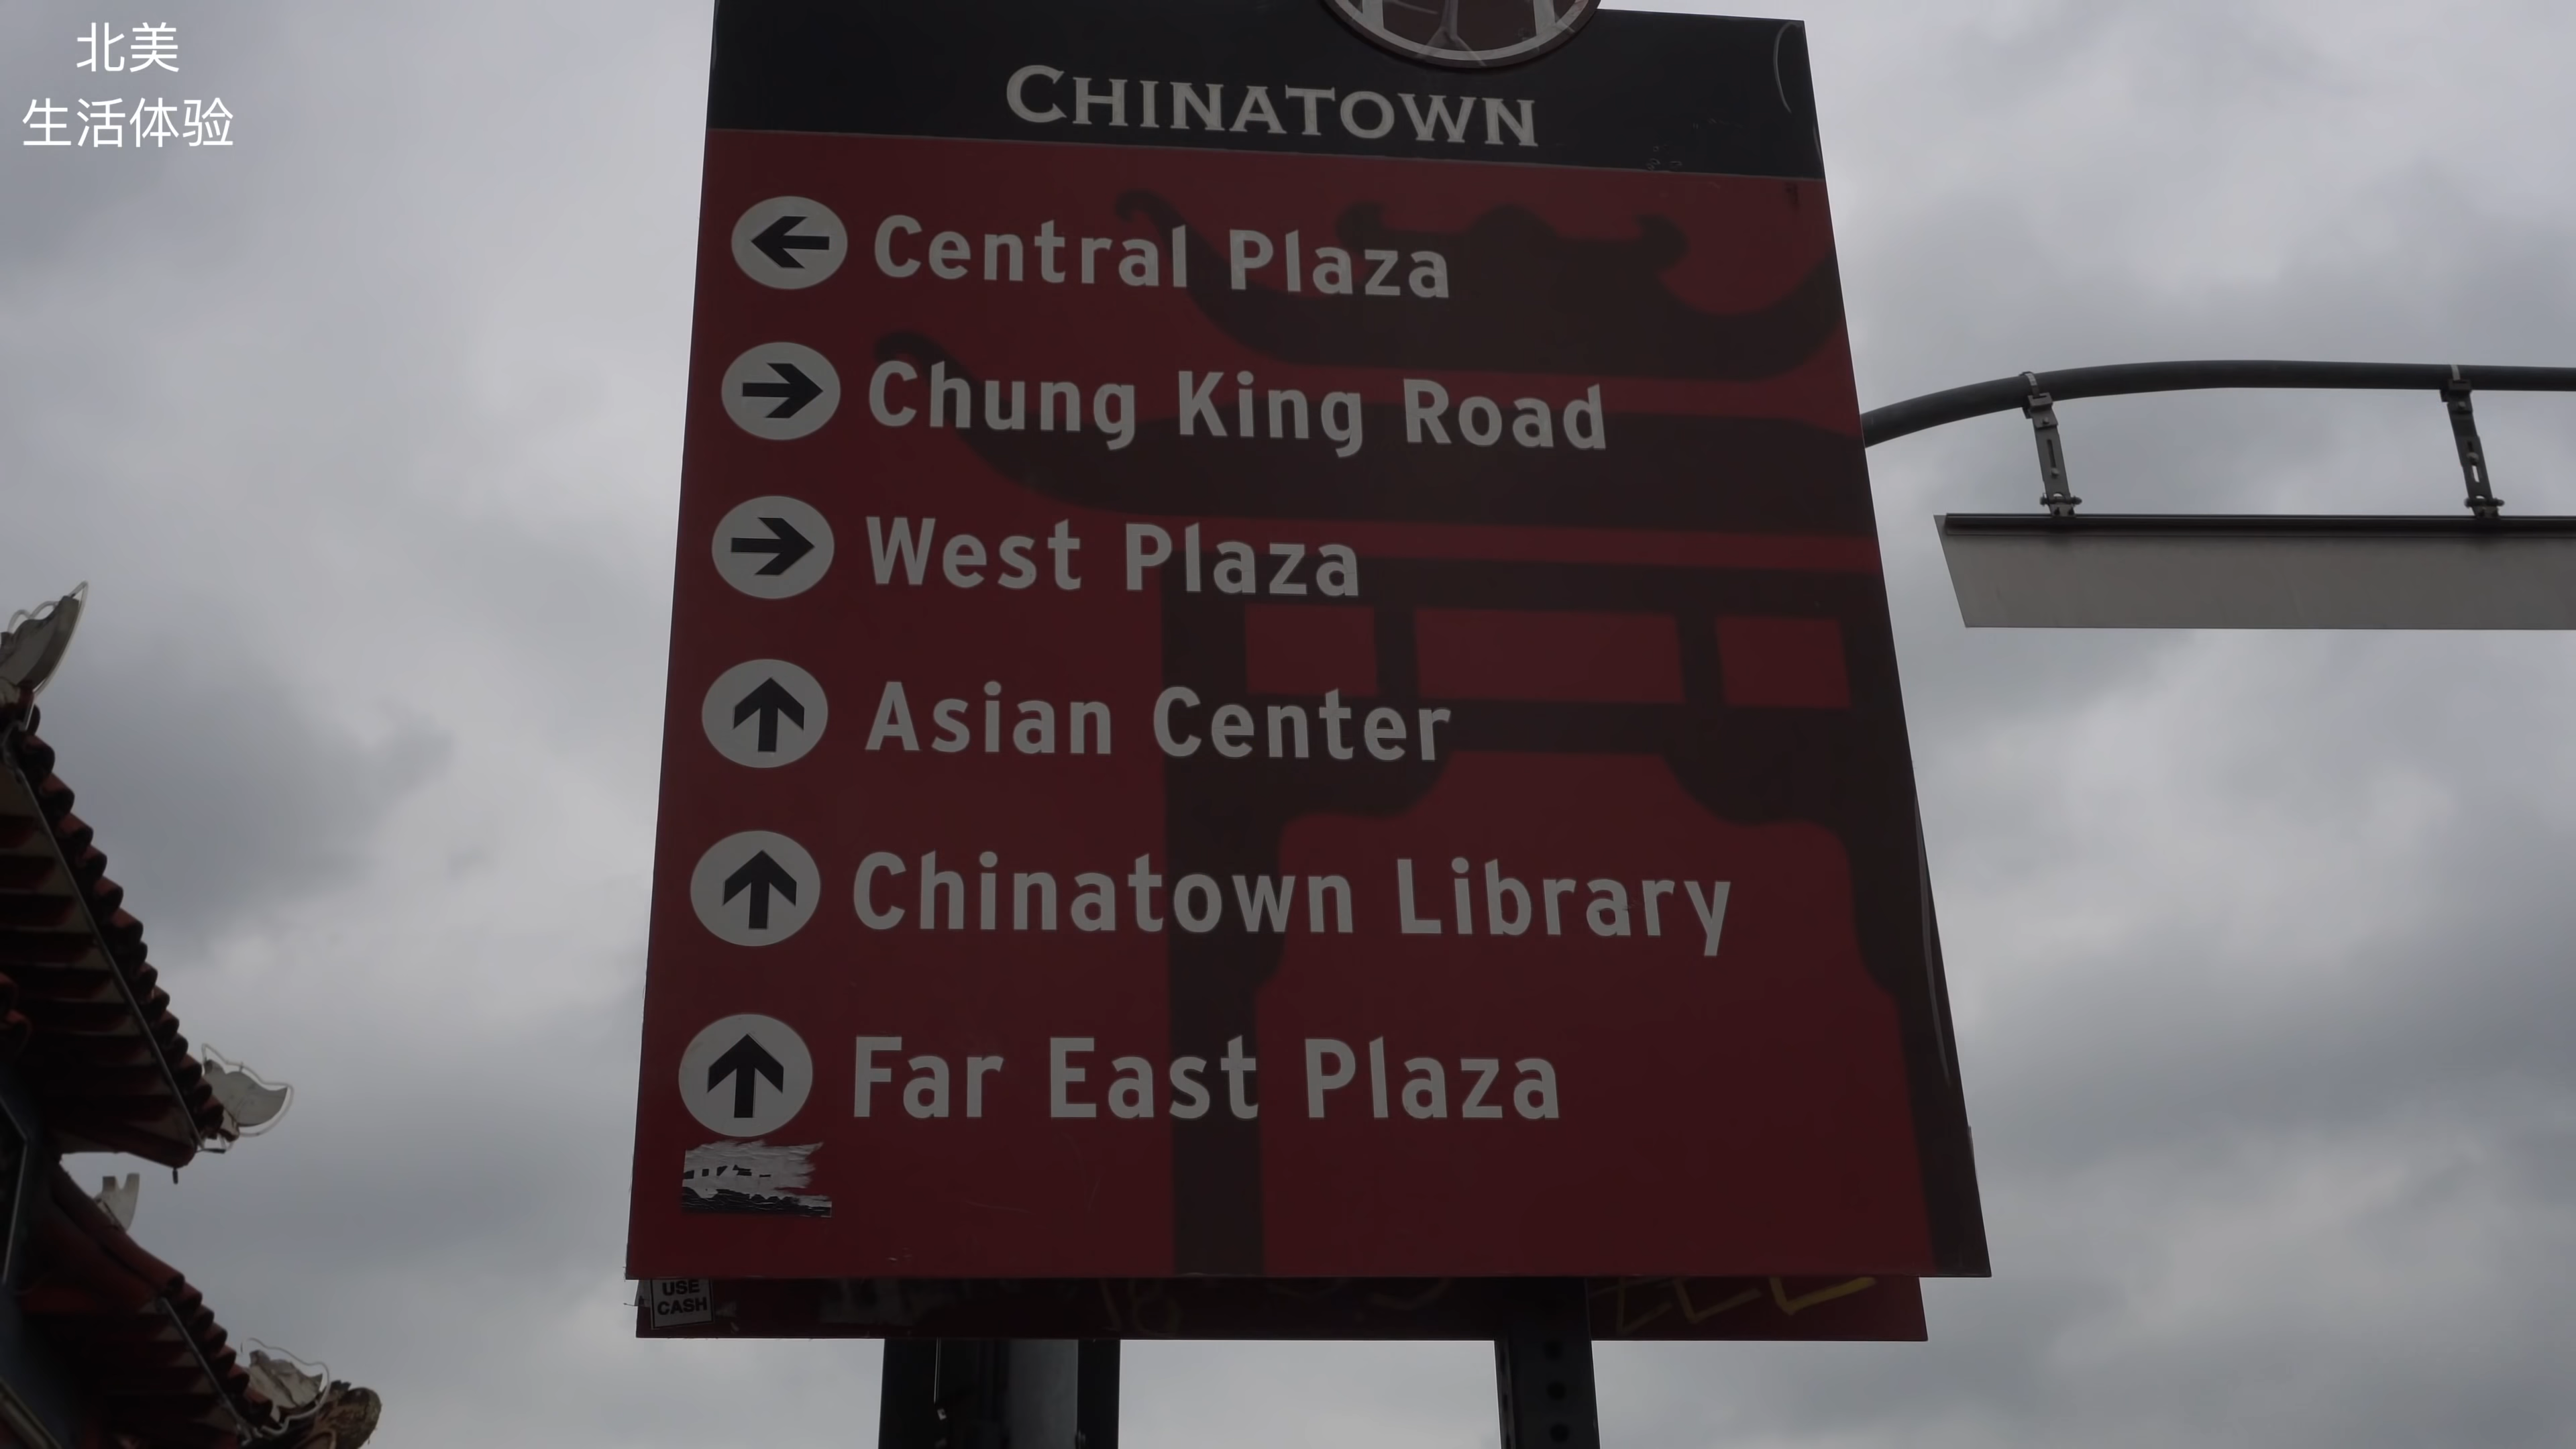 北美
生活体验
CHINATOWN
Central Plaza
Chung King Road
West Plaza
Asian Center
Chinatown Library
Far East Plaza
USE
CASH